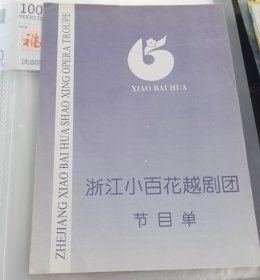 100
POCKETS
福
XIAO BAI HUA
ZHEJIANG XIAO BAI HUA SHAO XING OPERA TROUPE
浙江小百花越剧团
节目单